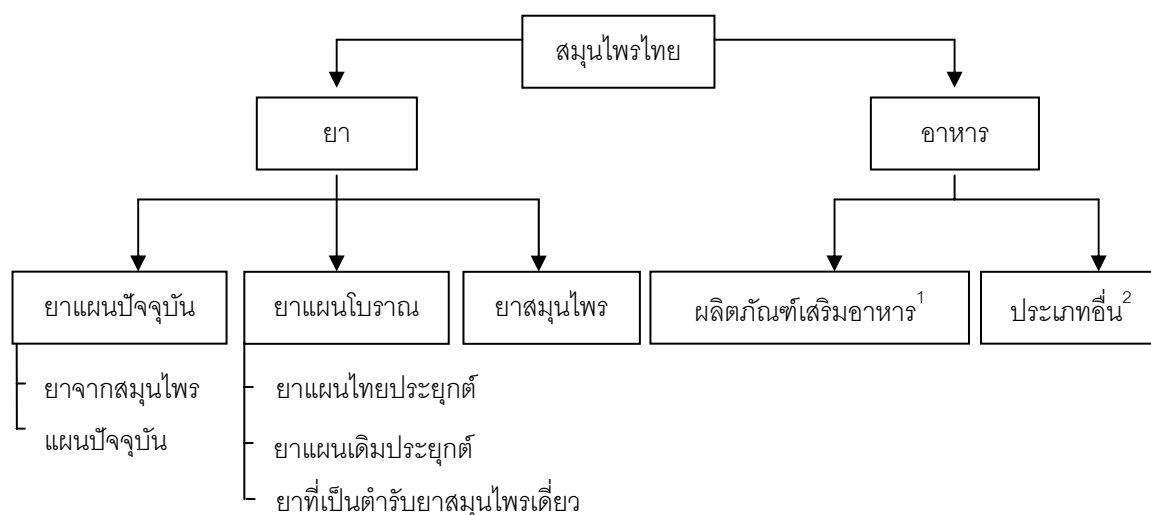 สมุนไพรไทย
ยา
อาหาร
ยาแผนปัจจุบัน
ยาแผนโบราณ
ยาสมุนไพร
ผลิตภัณฑ์เสริมอาหาร¹
ประเภทอื่น²
ยาจากสมุนไพร
แผนปัจจุบัน
ยาแผนไทยประยุกต์
ยาแผนเดิมประยุกต์
ยาที่เป็นตำรับยาสมุนไพรเดี่ยว